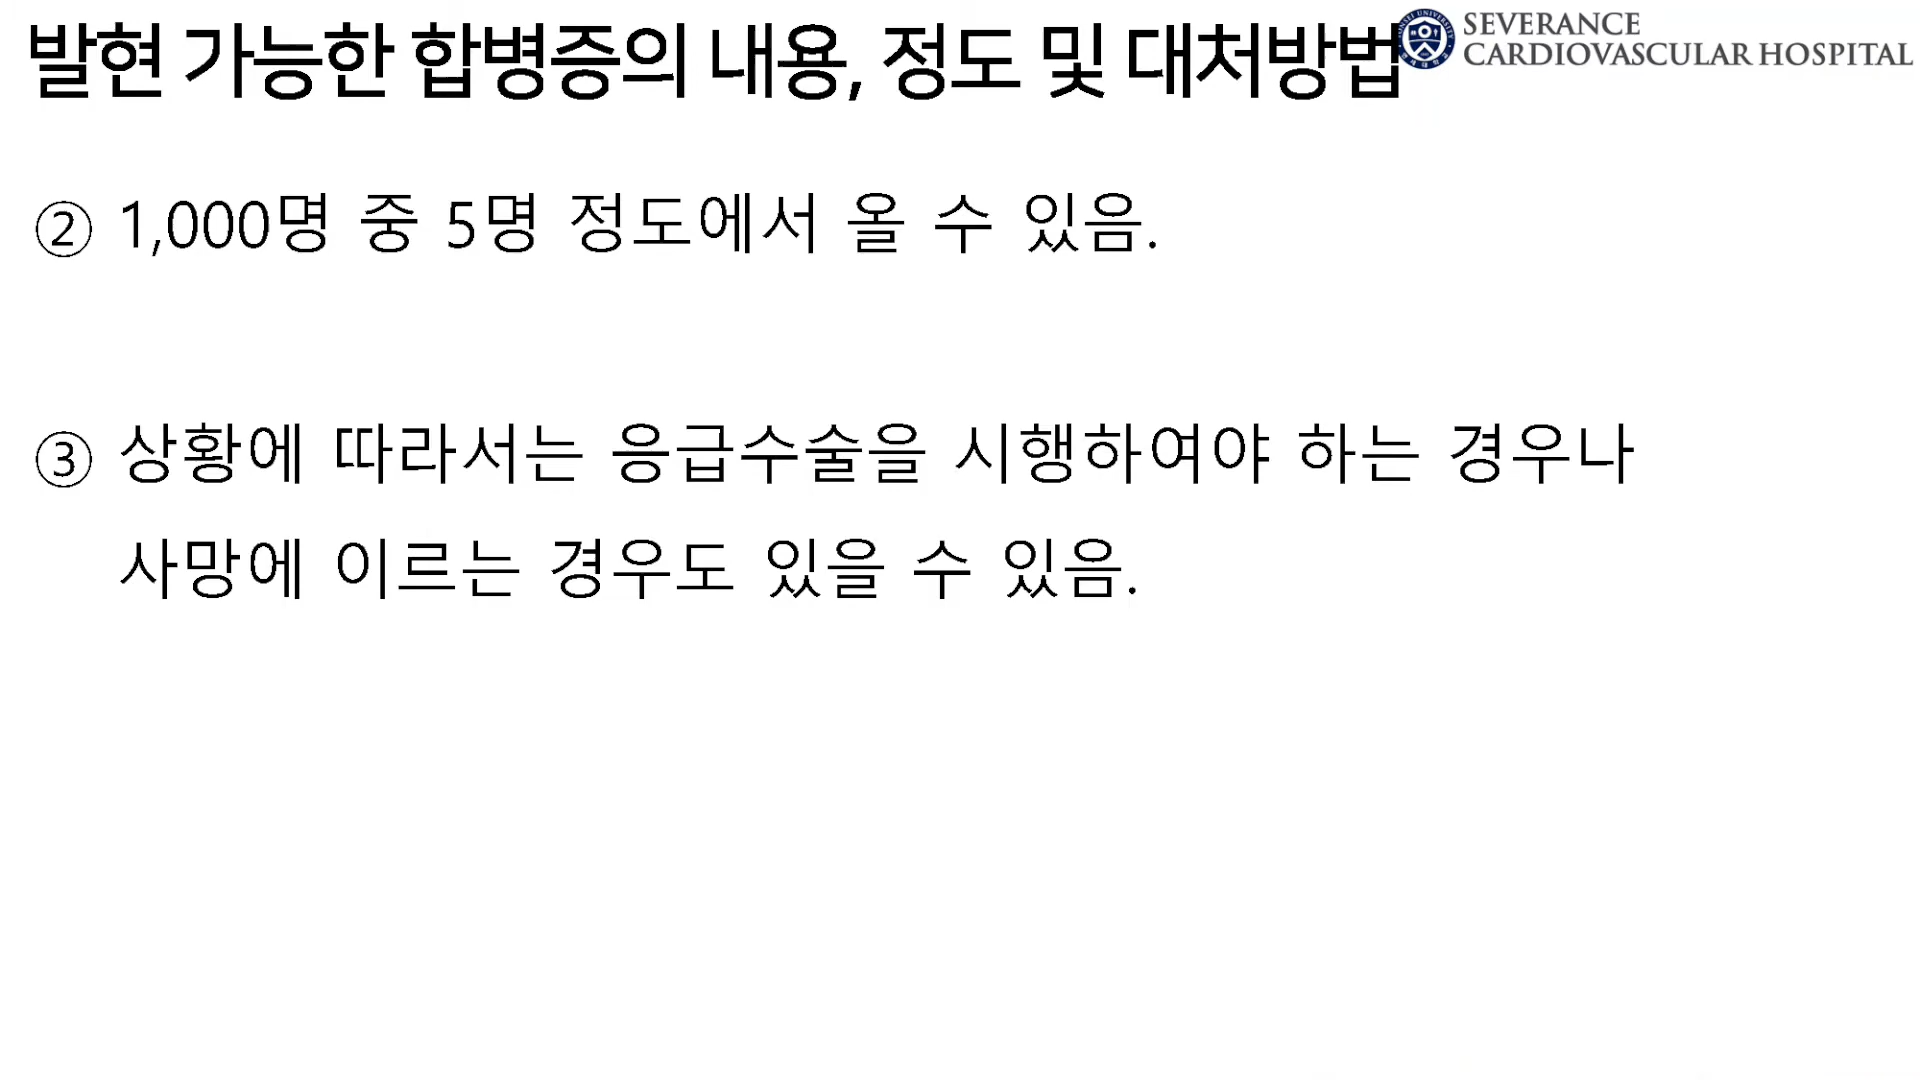 발현 가능한 합병증의 내용, 정도 및 대처방법
SEVERANCE
CARDIOVASCULAR HOSPITAL
② 1,000명 중 5명 정도에서 올 수 있음.
③ 상황에 따라서는 응급수술을 시행하여야 하는 경우나
사망에 이르는 경우도 있을 수 있음.